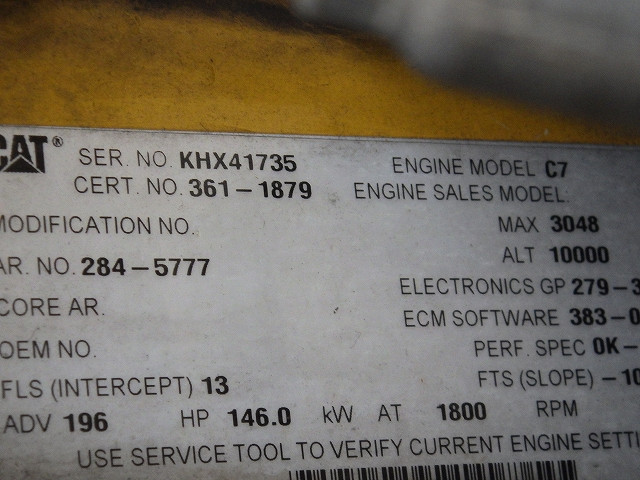 CAT® SER. NO. KHX41735 ENGINE MODEL C7
CERT. NO. 361-1879 ENGINE SALES MODEL:
MODIFICATION NO. MAX 3048
AR. NO. 284-5777 ALT 10000
ELECTRONICS GP 279-3
CORE AR. ECM SOFTWARE 383-0
OEM NO. PERF. SPEC 0K-
FLS (INTERCEPT) 13 FTS (SLOPE) -10
ADV 196 HP 146.0 kW AT 1800 RPM
USE SERVICE TOOL TO VERIFY CURRENT ENGINE SETTI